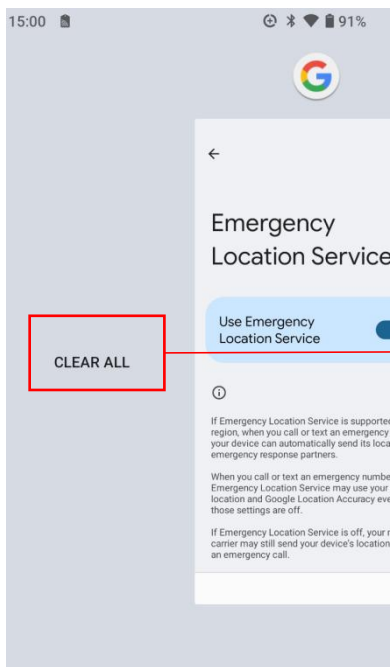 15:00 91%
Emergency
Location Service
Use Emergency
Location Service
CLEAR ALL
If Emergency Location Service is supported
region, when you call or text an emergency
your device can automatically send its loca
emergency response partners.
When you call or text an emergency numbe
Emergency Location Service may use your
location and Google Location Accuracy eve
those settings are off.
If Emergency Location Service is off, your
carrier may still send your device's location
an emergency call.